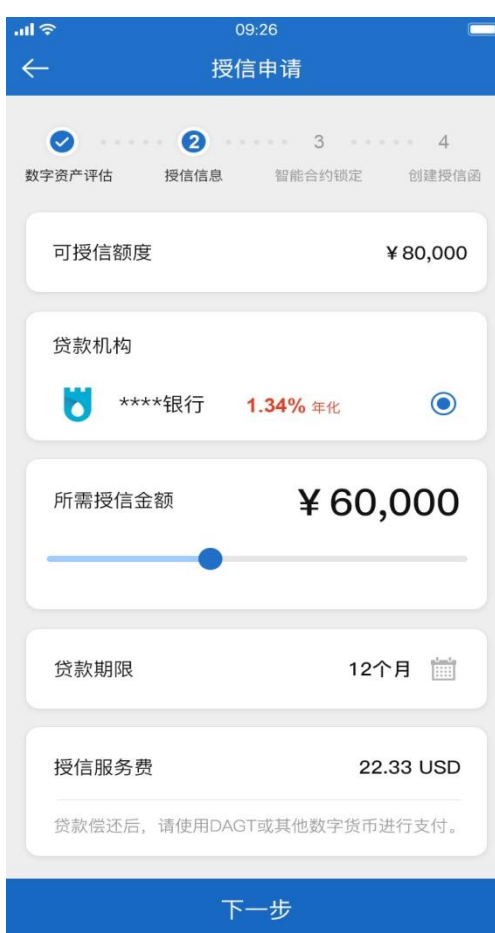 09:26
授信申请
2 3 4
数字资产评估 授信信息 智能合约锁定 创建授信函
可授信额度 ¥80,000
贷款机构
****银行 1.34% 年化
所需授信金额 ¥60,000
贷款期限 12个月
授信服务费 22.33 USD
贷款偿还后，请使用DAGT或其他数字货币进行支付。
下一步